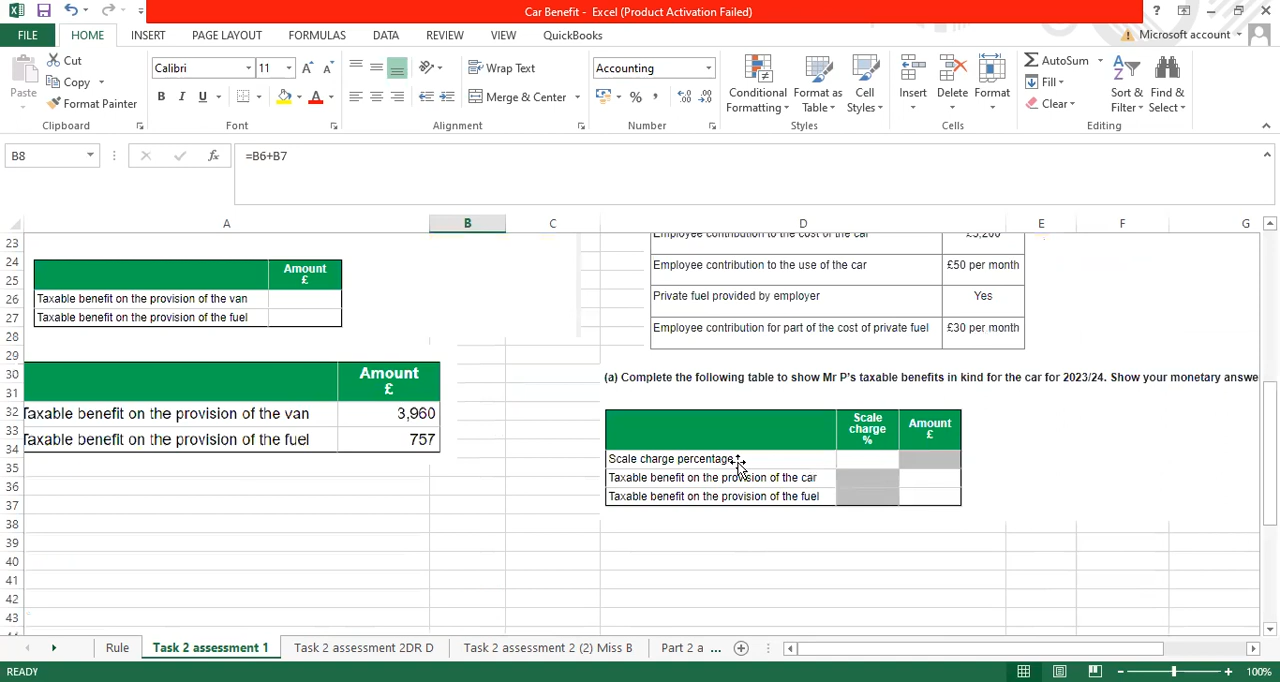 Car Benefit - Excel (Product Activation Failed)
FILE HOME INSERT PAGE LAYOUT FORMULAS DATA REVIEW VIEW QuickBooks Microsoft account
Paste Cut Copy Format Painter Clipboard
Calibri 11 B I U A Font
Wrap Text Merge & Center Alignment
Accounting % , Number
Conditional Formatting Format as Table Cell Styles Styles
Insert Delete Format Cells
AutoSum Fill Clear Sort & Filter Find & Select Editing
B8 fx =B6+B7
A B C D E F G
23
24
25
26
27
28
29
30
31
32
33
34
35
36
37
38
39
40
41
42
43
Amount
£
Taxable benefit on the provision of the van
Taxable benefit on the provision of the fuel
Amount
£
Taxable benefit on the provision of the van 3,960
Taxable benefit on the provision of the fuel 757
Employee contribution to the cost of the car £5,200
Employee contribution to the use of the car £50 per month
Private fuel provided by employer Yes
Employee contribution for part of the cost of private fuel £30 per month
(a) Complete the following table to show Mr P's taxable benefits in kind for the car for 2023/24. Show your monetary answe
Scale charge % Amount £
Scale charge percentage
Taxable benefit on the provision of the car
Taxable benefit on the provision of the fuel
Rule Task 2 assessment 1 Task 2 assessment 2DR D Task 2 assessment 2 (2) Miss B Part 2 a ...
READY 100%